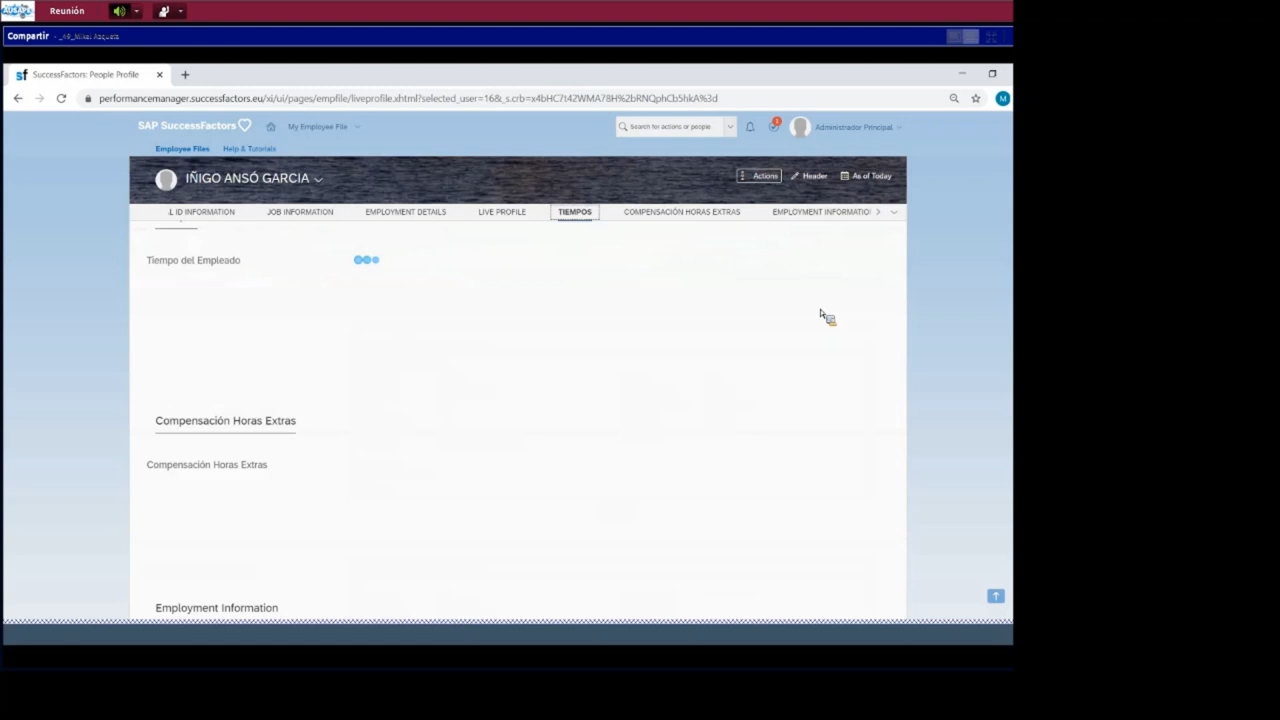 Reunión
Compartir - _49_Mikel Azqueta
SuccessFactors: People Profile
performancemanager.successfactors.eu/xi/ui/pages/empfile/liveprofile.xhtml?selected_user=16&_s.crb=x4bHC7t42WMA78H%2bRNQphCb5hkA%3d
M
SAP SuccessFactors
My Employee File
Search for actions or people
Administrador Principal
Employee Files
Help & Tutorials
IÑIGO ANSÓ GARCIA
Actions
Header
As of Today
L ID INFORMATION
JOB INFORMATION
EMPLOYMENT DETAILS
LIVE PROFILE
TIEMPOS
COMPENSACIÓN HORAS EXTRAS
EMPLOYMENT INFORMATIO
Tiempo del Empleado
Compensación Horas Extras
Compensación Horas Extras
Employment Information